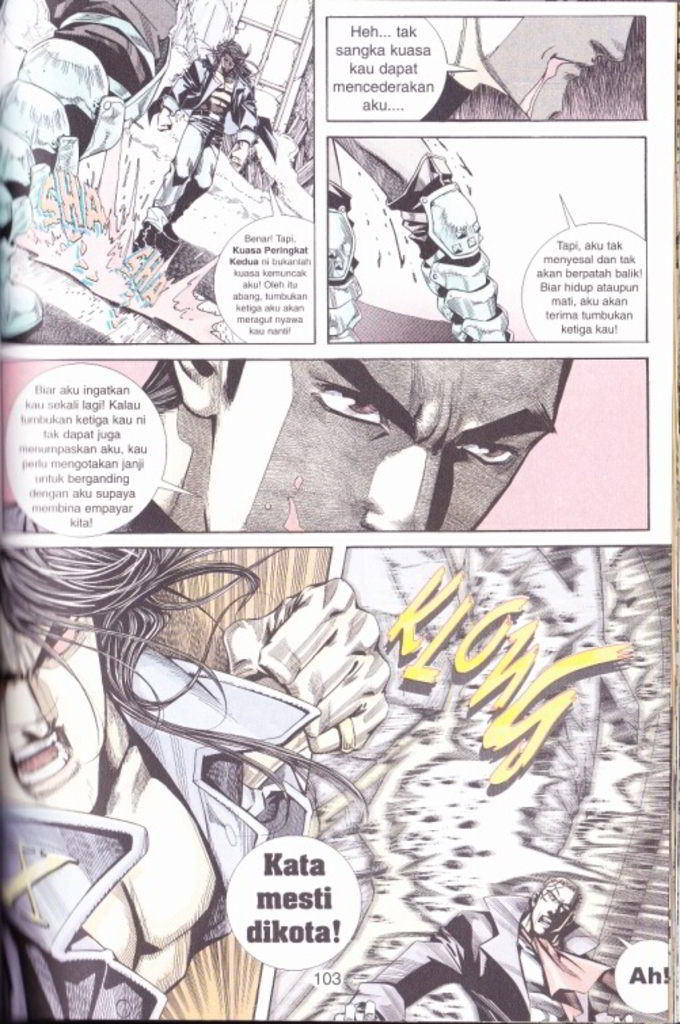 Heh... tak
sangka kuasa
kau dapat
mencederakan
aku....
SHA
SHA
Benar! Tapi,
Kuasa Peringkat
Kedua ni bukanlah
kuasa kemuncak
aku! Oleh itu
abang, tumbukan
ketiga aku akan
meragut nyawa
kau nanti!
Tapi, aku tak
menyesal dan tak
akan berpatah balik!
Biar hidup ataupun
mati, aku akan
terima tumbukan
ketiga kau!
Biar aku ingatkan
kau sekali lagi! Kalau
tumbukan ketiga kau ni
tak dapat juga
menumpaskan aku, kau
perlu mengotakan janji
untuk berganding
dengan aku supaya
membina empayar
kita!
Kata
mesti
dikota!
Ah!
103